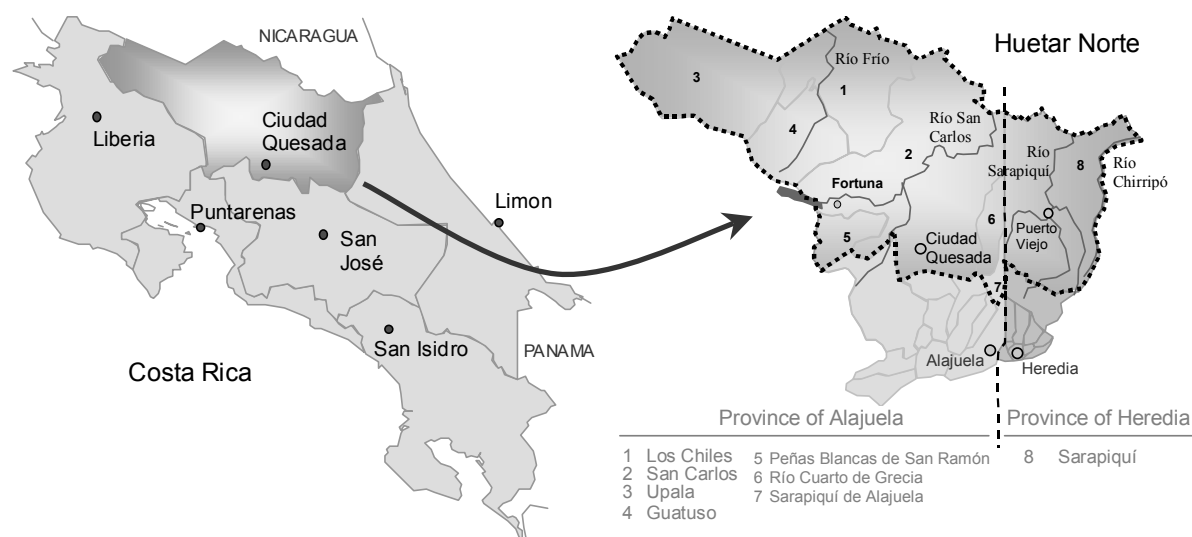 NICARAGUA
Ciudad
Quesada
Liberia
Puntarenas
Limon
San
José
San Isidro
PANAMA
Costa Rica
Huetar Norte
Río Frío
3
1
4
Río San
Carlos
2
Río
Sarapiquí
8
Río
Chirripó
Fortuna
6
Puerto
Viejo
5
Ciudad
Quesada
7
Alajuela
Heredia
Province of Alajuela
1 Los Chiles
2 San Carlos
3 Upala
4 Guatuso
5 Peñas Blancas de San Ramón
6 Río Cuarto de Grecia
7 Sarapiquí de Alajuela
Province of Heredia
8 Sarapiquí